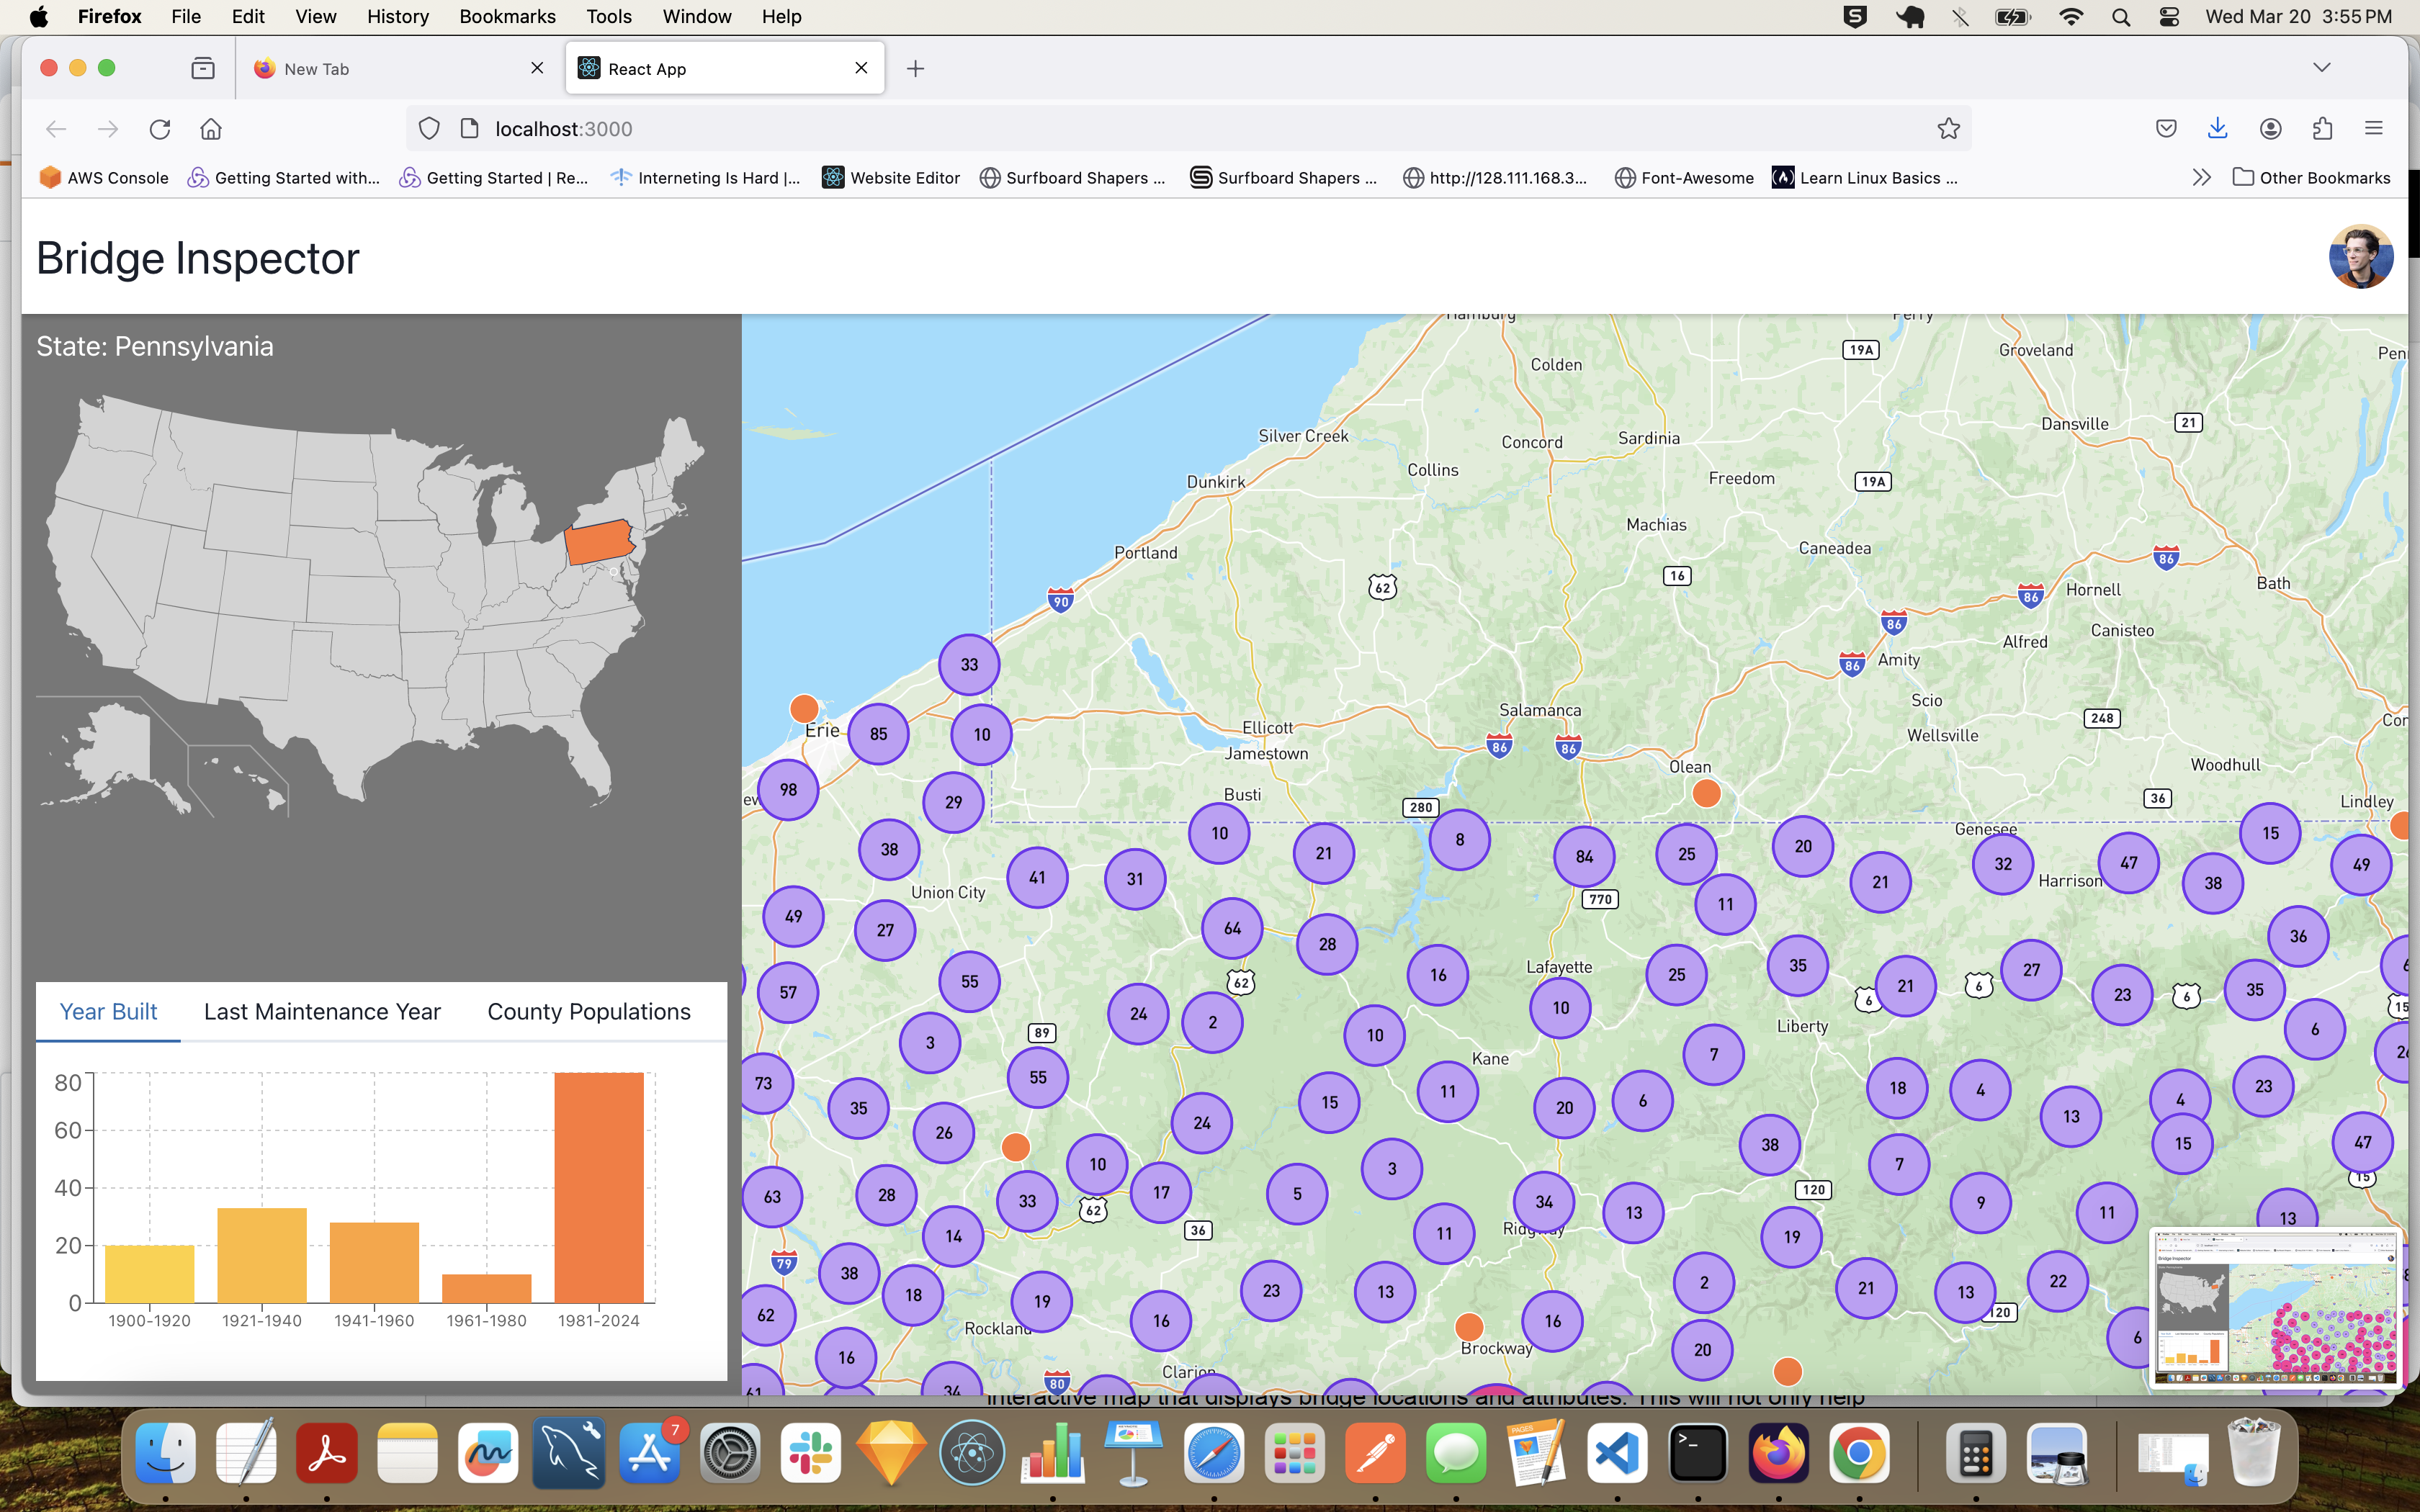 Firefox File Edit View History Bookmarks Tools Window Help
Wed Mar 20 3:55 PM
New Tab
React App
localhost:3000
AWS Console
Getting Started with...
Getting Started | Re...
Interneting Is Hard |...
Website Editor
Surfboard Shapers ...
Surfboard Shapers ...
http://128.111.168.3...
Font-Awesome
Learn Linux Basics ...
Other Bookmarks
Bridge Inspector
State: Pennsylvania
Year Built
Last Maintenance Year
County Populations
80
60
40
20
0
1900-1920
1921-1940
1941-1960
1961-1980
1981-2024
Hamburg
Perry
Colden
19A
Groveland
Penn
Silver Creek
Concord
Sardinia
Dansville
21
Collins
Dunkirk
Freedom
19A
Machias
Portland
Caneadea
86
16
62
90
86
Hornell
Bath
86
Alfred
Canisteo
33
86
Amity
Scio
Erie
85
10
Ellicott
Salamanca
248
Cor
Jamestown
86
86
Wellsville
Olean
Woodhull
98
29
Busti
280
36
Lindley
10
8
Genesee
15
38
21
84
25
20
32
47
49
41
31
21
Harrison
38
Union City
770
11
49
27
64
28
36
57
55
62
16
Lafayette
25
35
6
21
6
27
23
6
35
15
24
2
10
10
Liberty
6
3
89
Kane
7
73
55
15
11
20
6
18
4
13
4
23
35
26
24
38
15
47
10
3
7
15
63
28
33
62
17
5
34
13
120
9
11
13
14
36
11
Ridgway
19
79
38
18
19
23
13
2
21
13
22
62
Rockland
16
16
120
6
16
Brockway
20
61
34
80
Clarion
interactive map that displays bridge locations and attributes. This will not only help
7
PAGES